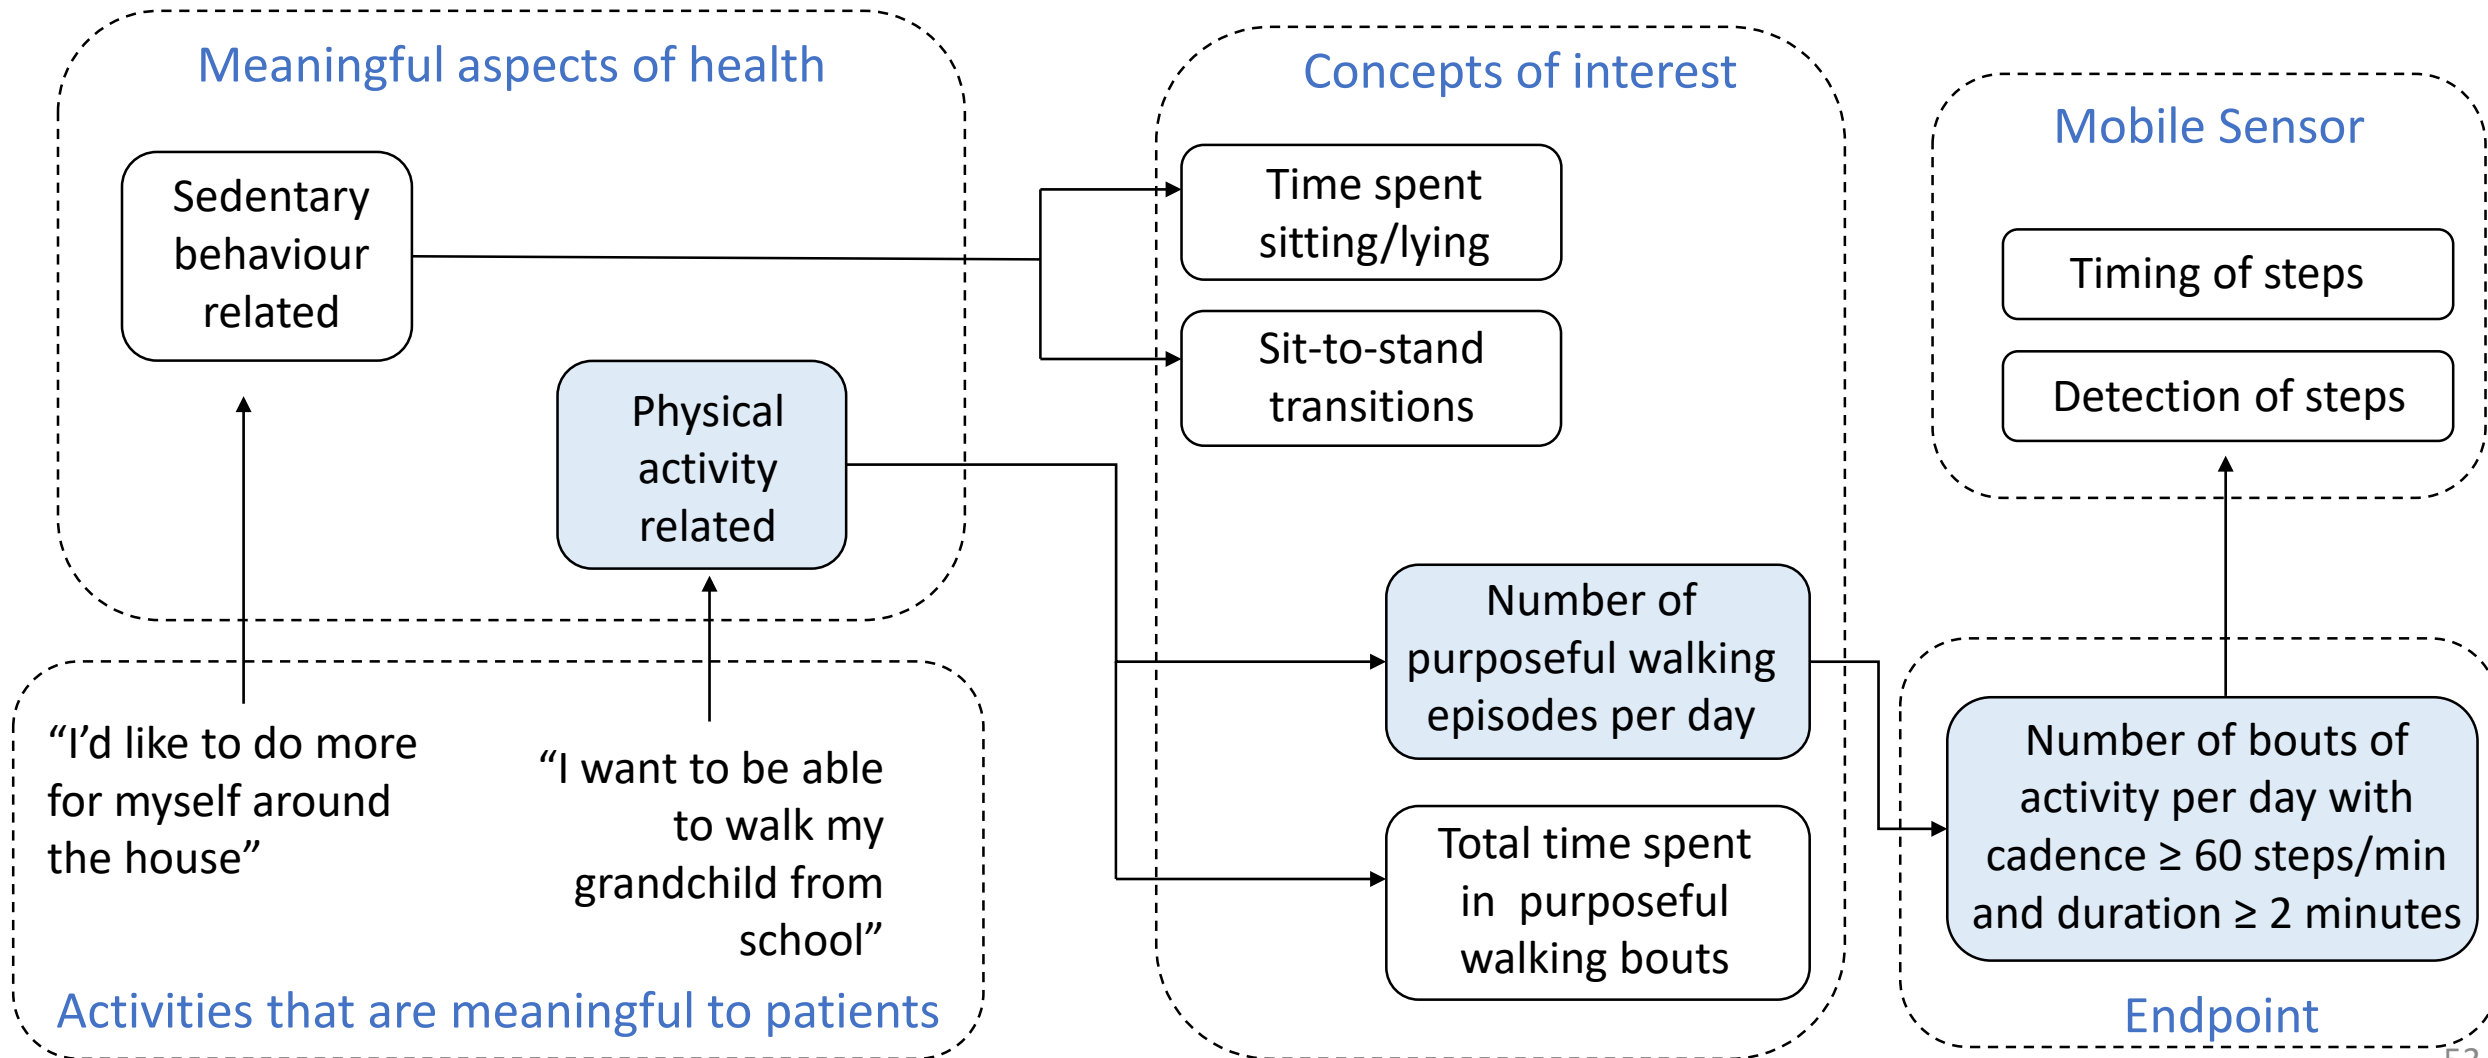 Meaningful aspects of health
Sedentary
behaviour
related
Physical
activity
related
“I’d like to do more
for myself around
the house”
“I want to be able
to walk my
grandchild from
school”
Activities that are meaningful to patients
Concepts of interest
Time spent
sitting/lying
Sit-to-stand
transitions
Number of
purposeful walking
episodes per day
Total time spent
in purposeful
walking bouts
Mobile Sensor
Timing of steps
Detection of steps
Number of bouts of
activity per day with
cadence ≥ 60 steps/min
and duration ≥ 2 minutes
Endpoint